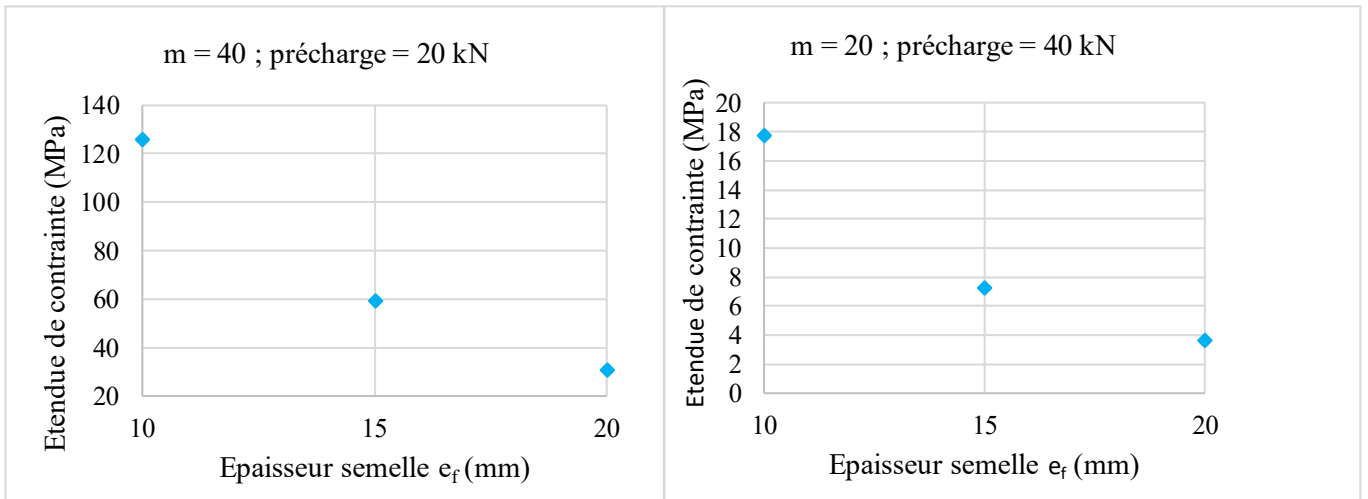 m = 40 ; précharge = 20 kN
Etendue de contrainte (MPa)
140
120
100
80
60
40
20
10 15 20
Epaisseur semelle ef (mm)
m = 20 ; précharge = 40 kN
Etendue de contrainte (MPa)
20
18
16
14
12
10
8
6
4
2
0
10 15 20
Epaisseur semelle ef (mm)